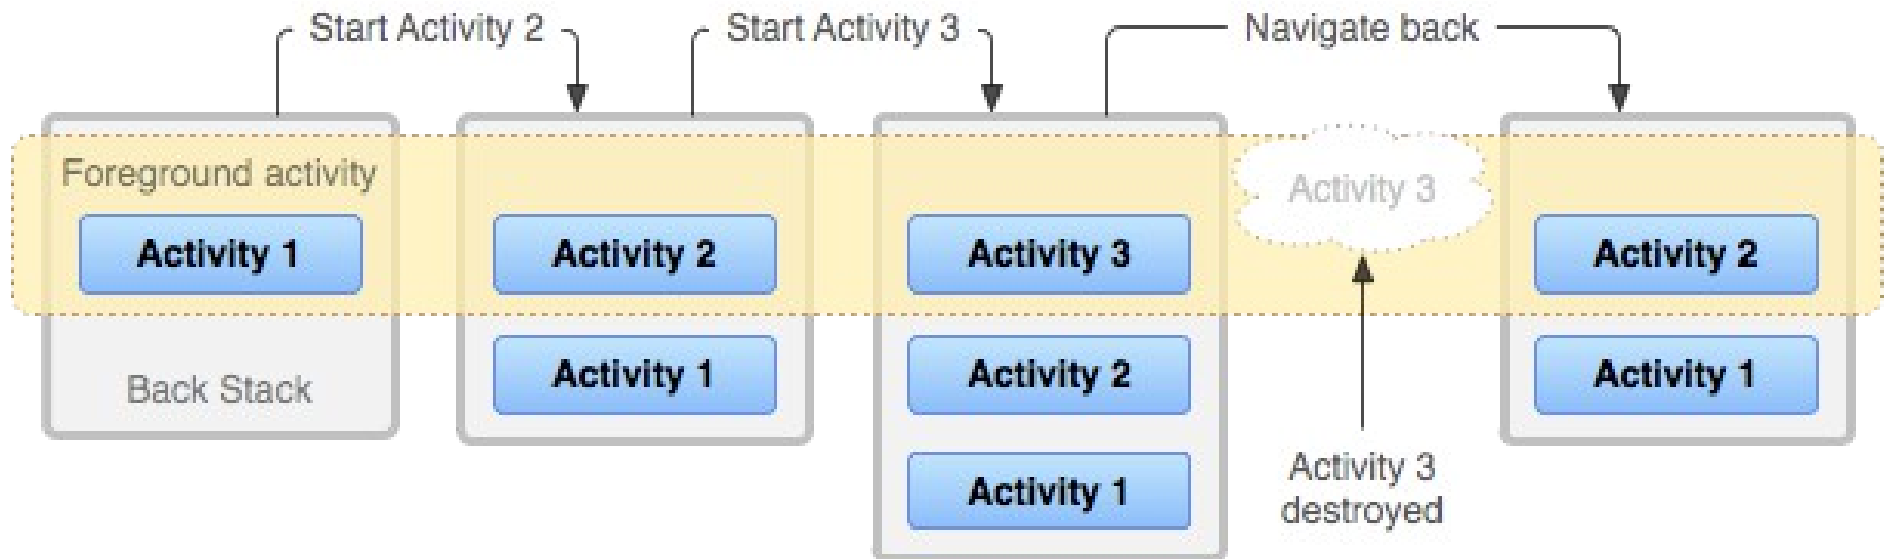 Start Activity 2
Start Activity 3
Navigate back
Foreground activity
Activity 1
Back Stack
Activity 2
Activity 1
Activity 3
Activity 2
Activity 1
Activity 3
Activity 3
destroyed
Activity 2
Activity 1